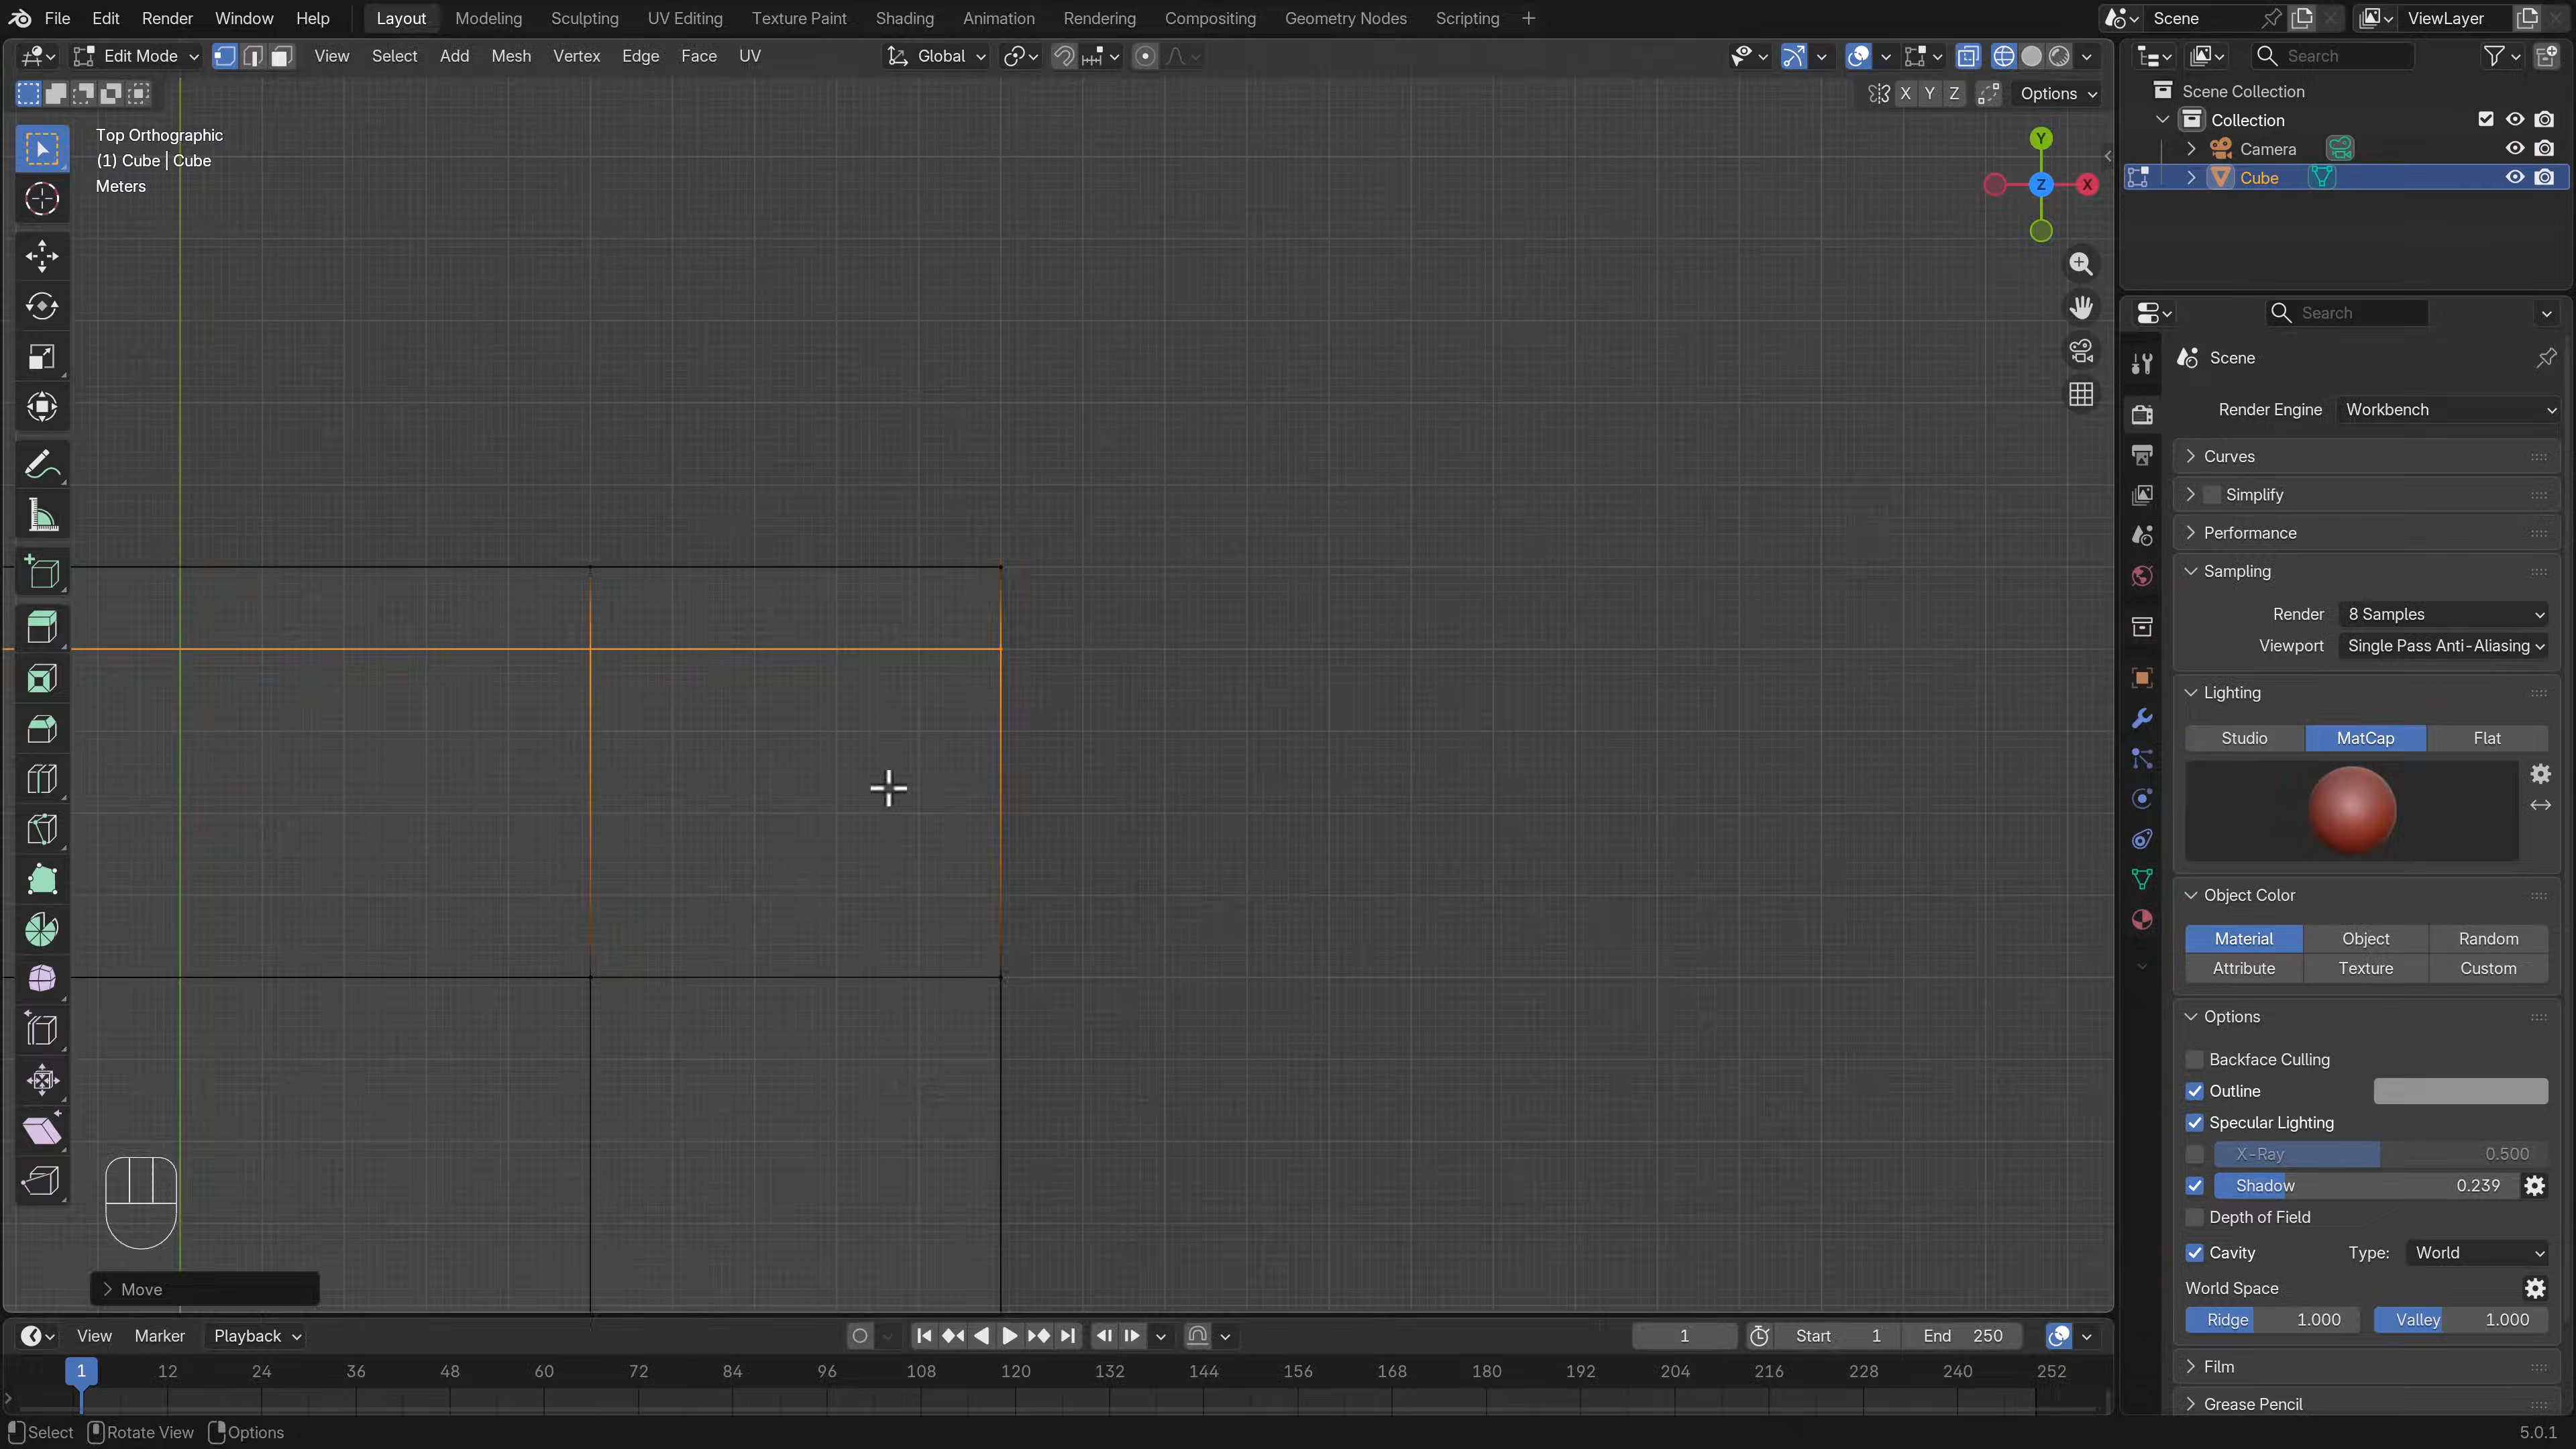 File Edit Render Window Help Layout Modeling Sculpting UV Editing Texture Paint Shading Animation Rendering Compositing Geometry Nodes Scripting + Scene ViewLayer
Edit Mode View Select Add Mesh Vertex Edge Face UV Global Search
X Y Z Options
Scene Collection
Collection
Camera
Cube
Top Orthographic
(1) Cube | Cube
Meters
Y
Z X
Search
Scene
Render Engine Workbench
Curves
Simplify
Performance
Sampling
Render 8 Samples
Viewport Single Pass Anti-Aliasing
Lighting
Studio MatCap Flat
Object Color
Material Object Random
Attribute Texture Custom
Options
Backface Culling
Outline
Specular Lighting
X-Ray 0.500
Shadow 0.239
Depth of Field
Cavity Type: World
World Space
Ridge 1.000 Valley 1.000
Film
Grease Pencil
Move
View Marker Playback 1 Start 1 End 250
1 12 24 36 48 60 72 84 96 108 120 132 144 156 168 180 192 204 216 228 240 252
Select Rotate View Options 5.0.1